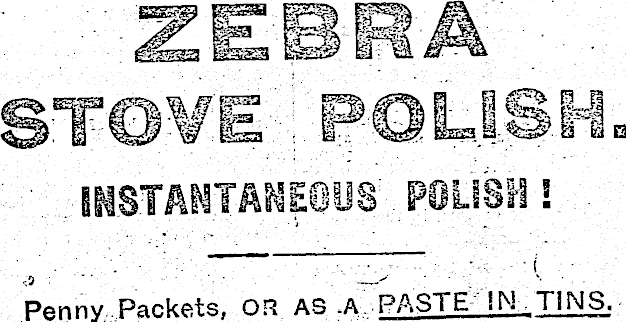 ZEBRA
STOVE POLISH.
INSTANTANEOUS POLISH!
Penny Packets, OR AS A PASTE IN TINS.